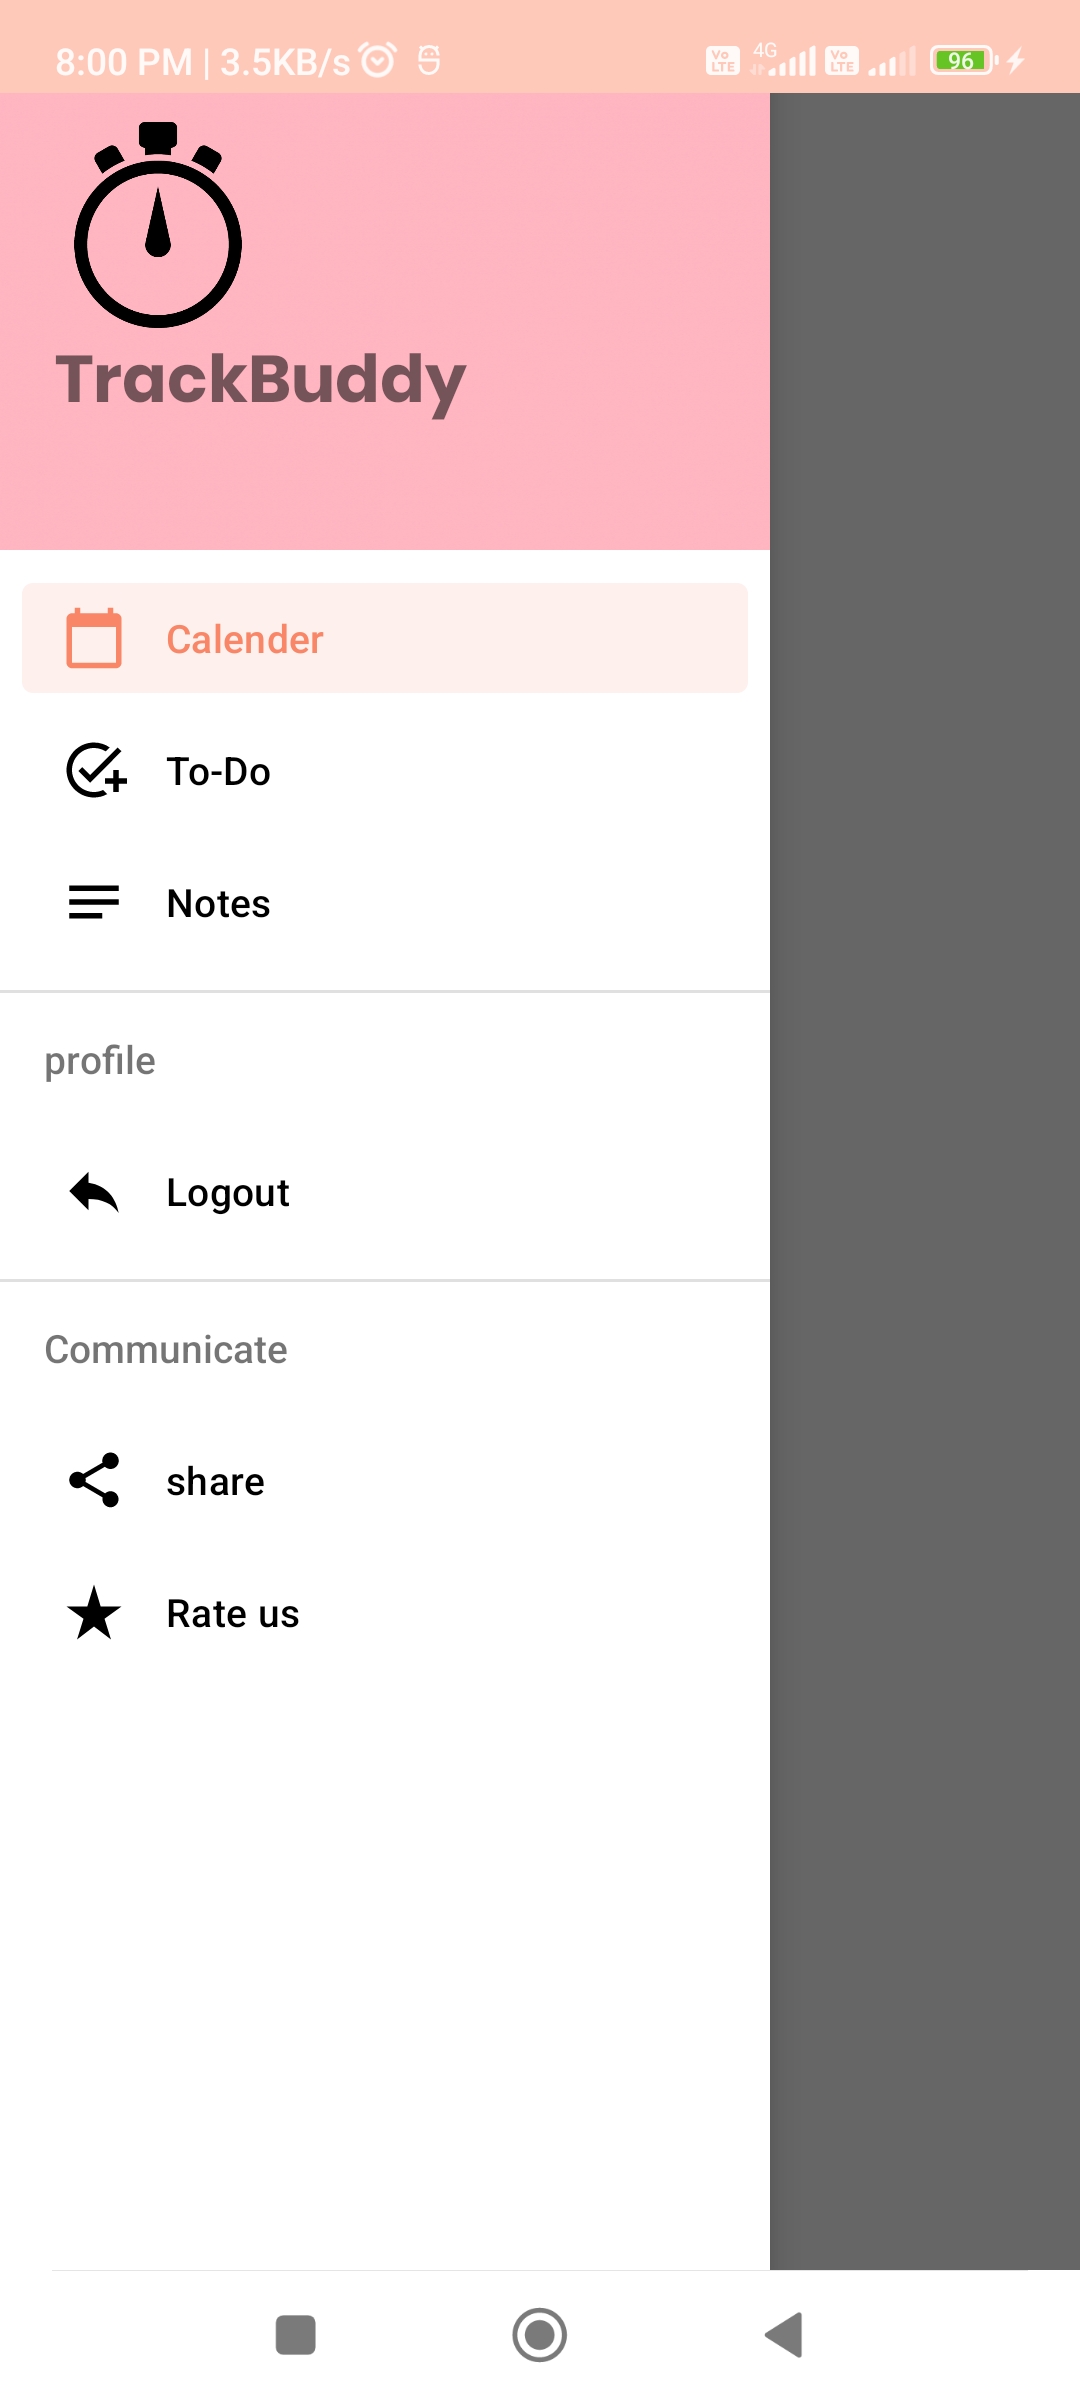 8:00 PM | 3.5KB/s Vo LTE 4G Vo LTE 96
TrackBuddy
Calender
To-Do
Notes
profile
Logout
Communicate
share
Rate us